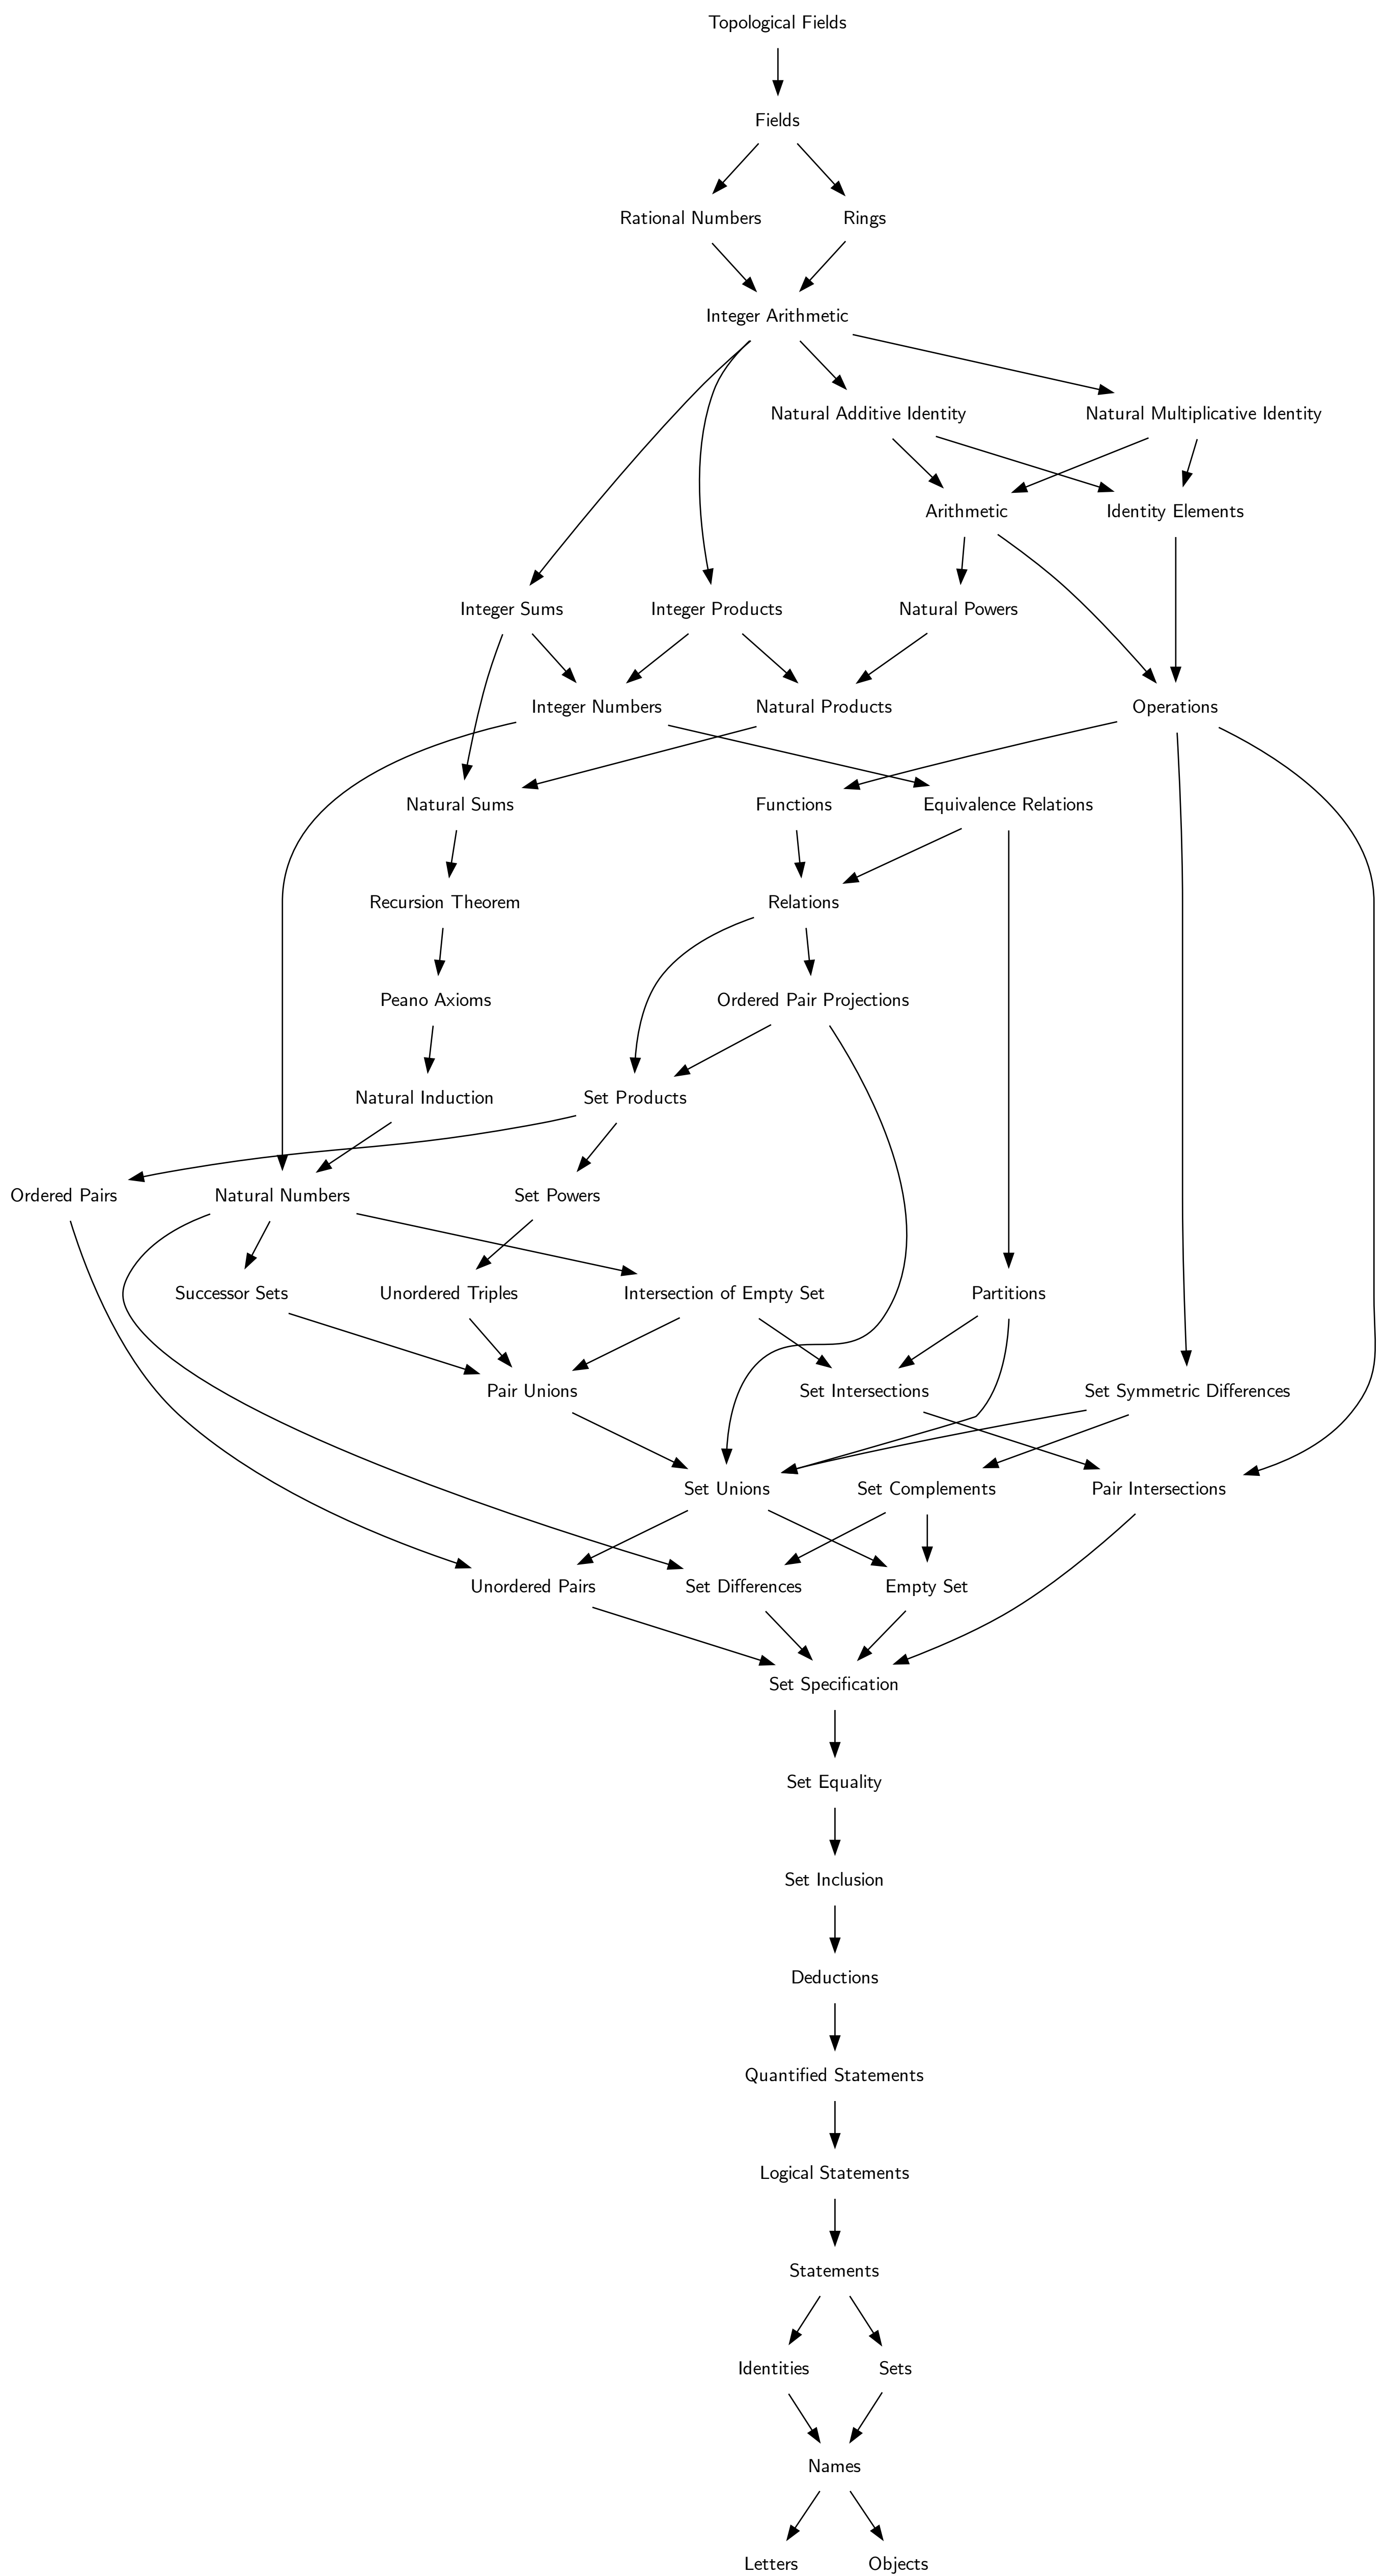 Topological Fields
Fields
Rational Numbers
Rings
Integer Arithmetic
Natural Additive Identity
Natural Multiplicative Identity
Arithmetic
Identity Elements
Integer Sums
Integer Products
Natural Powers
Integer Numbers
Natural Products
Operations
Natural Sums
Functions
Equivalence Relations
Recursion Theorem
Relations
Peano Axioms
Ordered Pair Projections
Natural Induction
Set Products
Ordered Pairs
Natural Numbers
Set Powers
Successor Sets
Unordered Triples
Intersection of Empty Set
Partitions
Pair Unions
Set Intersections
Set Symmetric Differences
Set Unions
Set Complements
Pair Intersections
Unordered Pairs
Set Differences
Empty Set
Set Specification
Set Equality
Set Inclusion
Deductions
Quantified Statements
Logical Statements
Statements
Identities
Sets
Names
Letters
Objects